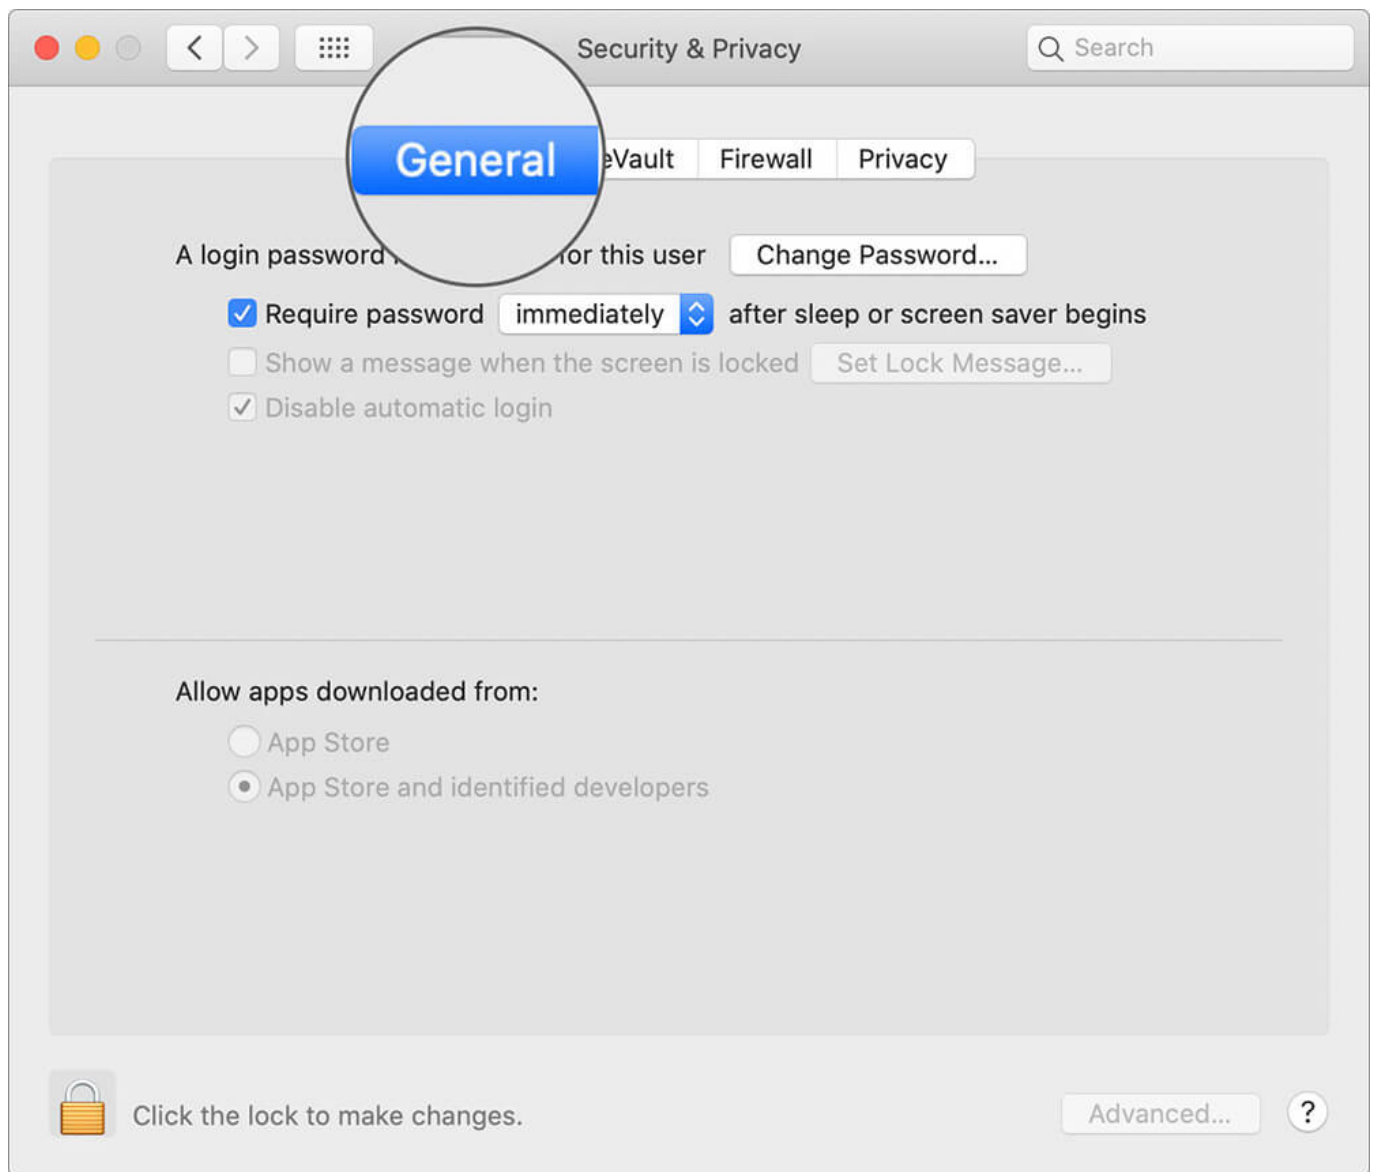 Security & Privacy
Search
General
eVault
Firewall
Privacy
A login password for this user
Change Password...
Require password immediately after sleep or screen saver begins
Show a message when the screen is locked
Set Lock Message...
Disable automatic login
Allow apps downloaded from:
App Store
App Store and identified developers
Click the lock to make changes.
Advanced...
?